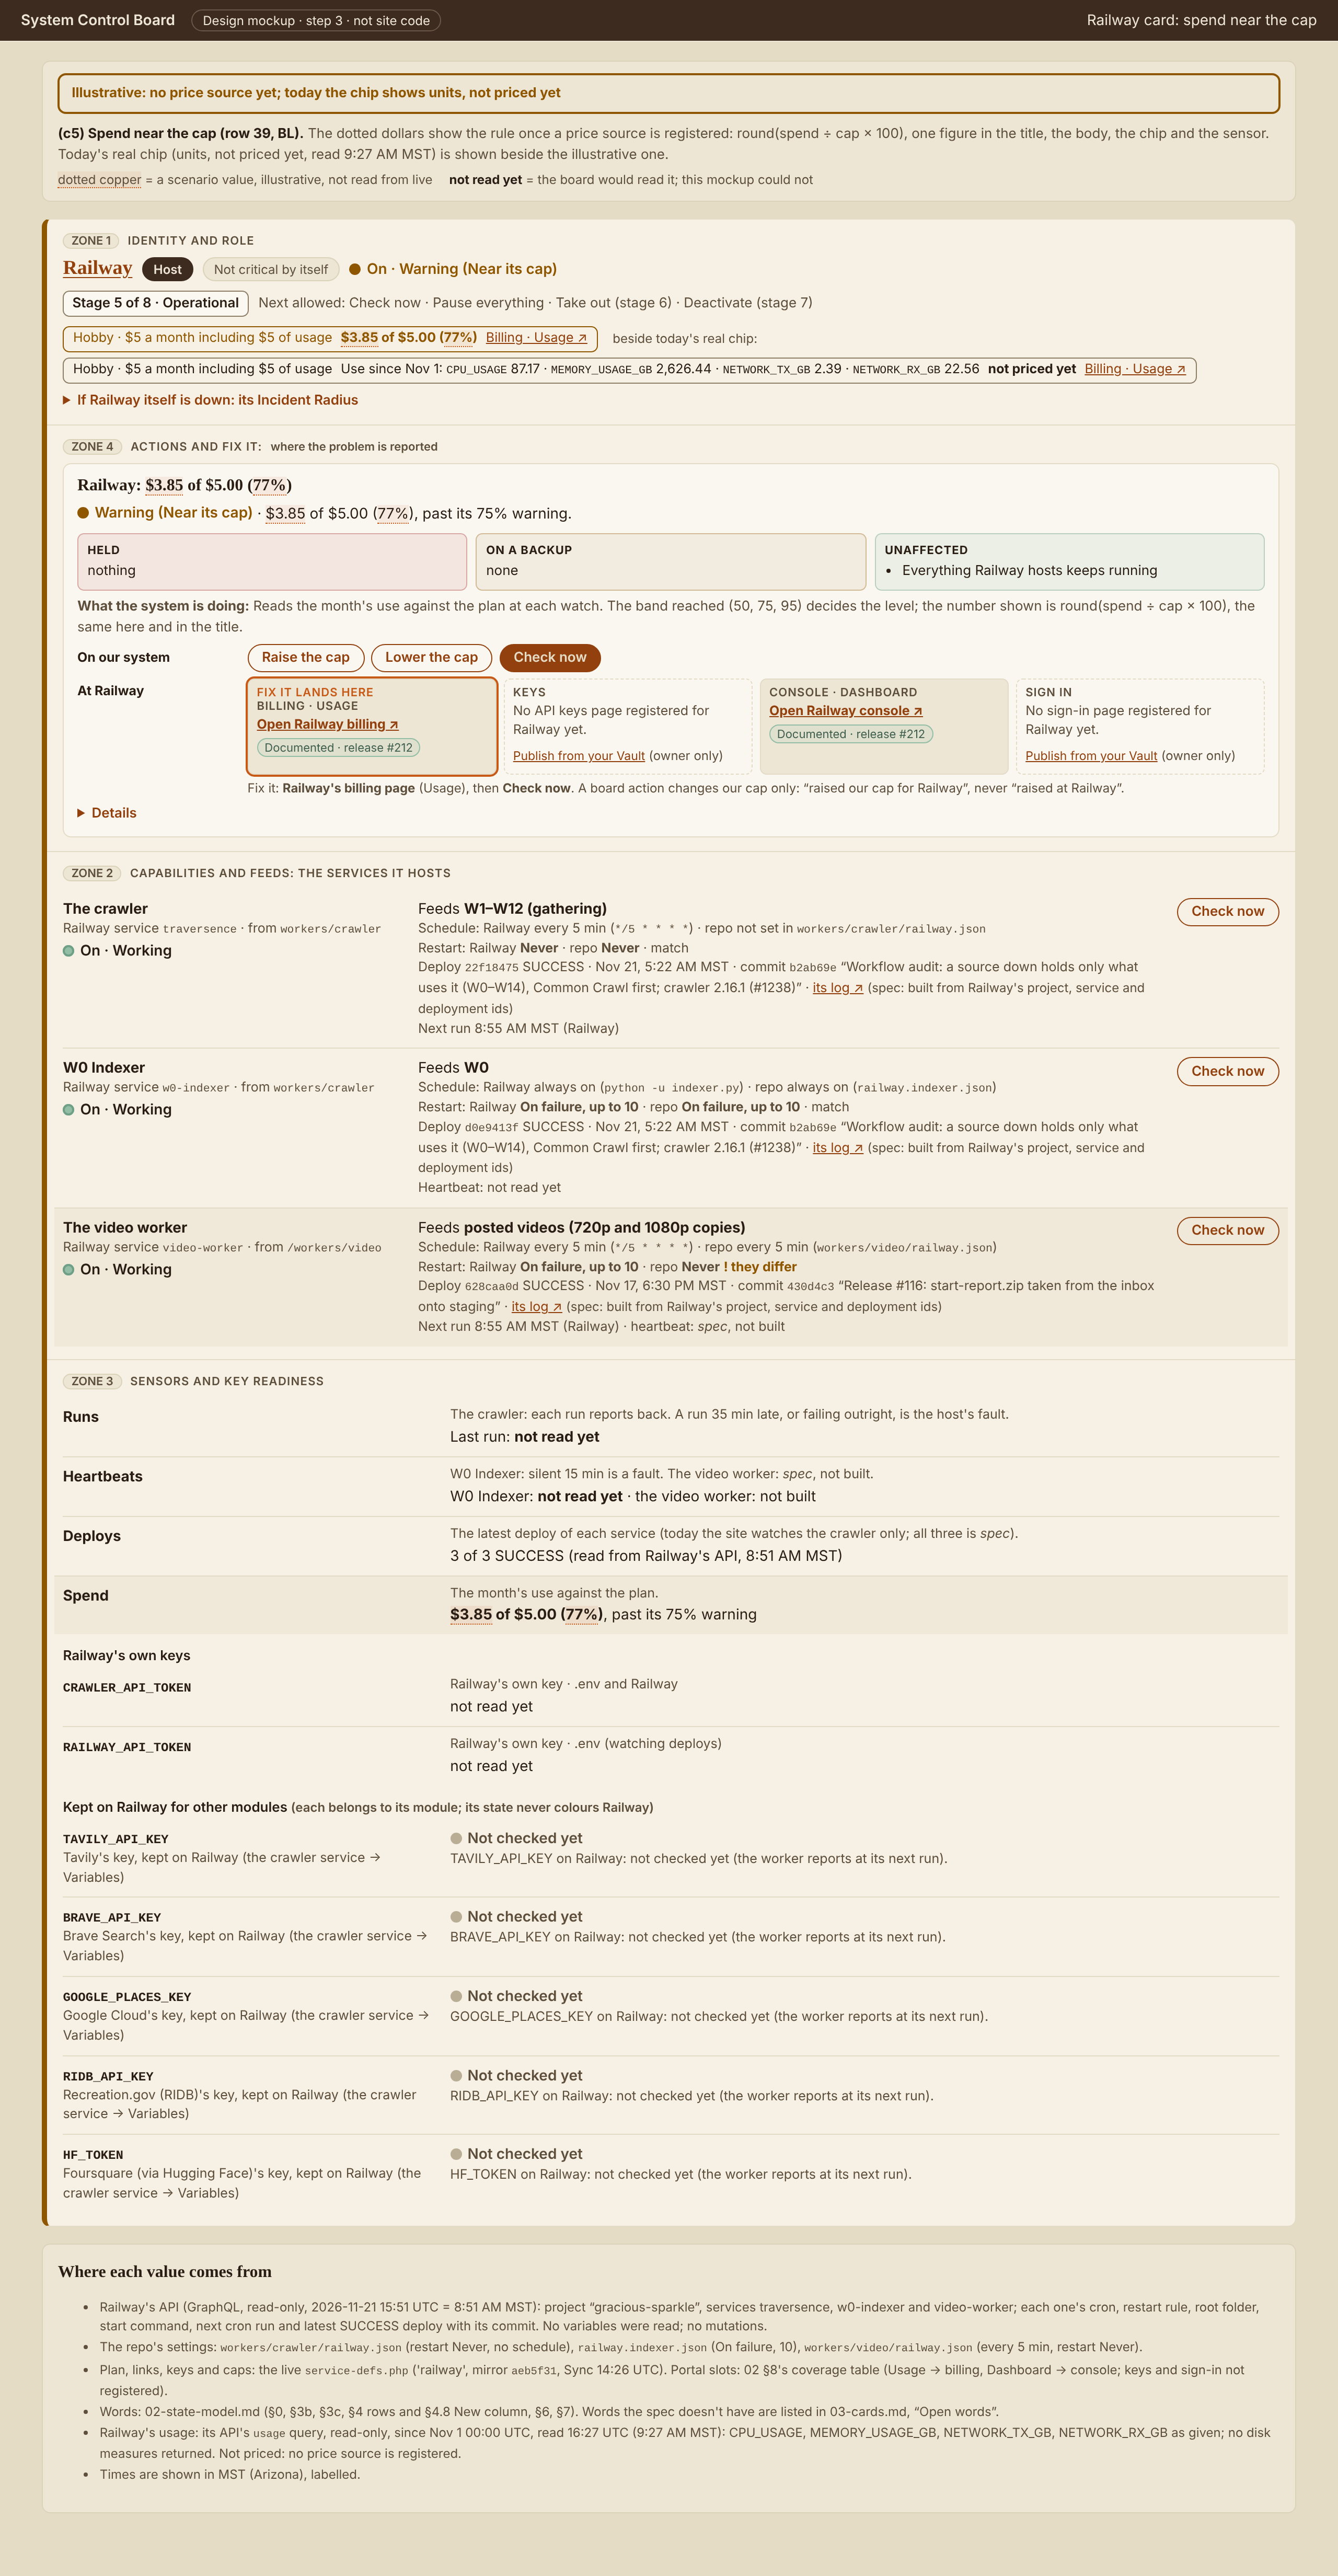 System Control Board
Design mockup · step 3 · not site code
Railway card: spend near the cap
Illustrative: no price source yet; today the chip shows units, not priced yet
(c5) Spend near the cap (row 39, BL). The dotted dollars show the rule once a price source is registered: round(spend ÷ cap × 100), one figure in the title, the body, the chip and the sensor.
Today's real chip (units, not priced yet, read 9:27 AM MST) is shown beside the illustrative one.
dotted copper = a scenario value, illustrative, not read from live not read yet = the board would read it; this mockup could not
ZONE 1 IDENTITY AND ROLE
Railway Host Not critical by itself On · Warning (Near its cap)
Stage 5 of 8 · Operational Next allowed: Check now · Pause everything · Take out (stage 6) · Deactivate (stage 7)
Hobby · $5 a month including $5 of usage $3.85 of $5.00 (77%) Billing · Usage ↗ beside today's real chip:
Hobby · $5 a month including $5 of usage Use since Nov 1: CPU_USAGE 87.17 · MEMORY_USAGE_GB 2,626.44 · NETWORK_TX_GB 2.39 · NETWORK_RX_GB 22.56 not priced yet Billing · Usage ↗
▶ If Railway itself is down: its Incident Radius
ZONE 4 ACTIONS AND FIX IT: where the problem is reported
Railway: $3.85 of $5.00 (77%)
Warning (Near its cap) · $3.85 of $5.00 (77%), past its 75% warning.
HELD
nothing
ON A BACKUP
none
UNAFFECTED
• Everything Railway hosts keeps running
What the system is doing: Reads the month's use against the plan at each watch. The band reached (50, 75, 95) decides the level; the number shown is round(spend ÷ cap × 100), the
same here and in the title.
On our system Raise the cap Lower the cap Check now
At Railway
FIX IT LANDS HERE
BILLING · USAGE
Open Railway billing ↗
Documented · release #212
KEYS
No API keys page registered for
Railway yet.
Publish from your Vault (owner only)
CONSOLE · DASHBOARD
Open Railway console ↗
Documented · release #212
SIGN IN
No sign-in page registered for
Railway yet.
Publish from your Vault (owner only)
Fix it: Railway's billing page (Usage), then Check now. A board action changes our cap only: “raised our cap for Railway”, never “raised at Railway”.
▶ Details
ZONE 2 CAPABILITIES AND FEEDS: THE SERVICES IT HOSTS
The crawler
Railway service traversence · from workers/crawler
On · Working
Feeds W1–W12 (gathering)
Schedule: Railway every 5 min (*/5 * * * *) · repo not set in workers/crawler/railway.json
Restart: Railway Never · repo Never · match
Deploy 22f18475 SUCCESS · Nov 21, 5:22 AM MST · commit b2ab69e “Workflow audit: a source down holds only what
uses it (W0–W14), Common Crawl first; crawler 2.16.1 (#1238)” · its log ↗ (spec: built from Railway's project, service and
deployment ids)
Next run 8:55 AM MST (Railway)
Check now
W0 Indexer
Railway service w0-indexer · from workers/crawler
On · Working
Feeds W0
Schedule: Railway always on (python -u indexer.py) · repo always on (railway.indexer.json)
Restart: Railway On failure, up to 10 · repo On failure, up to 10 · match
Deploy d0e9413f SUCCESS · Nov 21, 5:22 AM MST · commit b2ab69e “Workflow audit: a source down holds only what
uses it (W0–W14), Common Crawl first; crawler 2.16.1 (#1238)” · its log ↗ (spec: built from Railway's project, service and
deployment ids)
Heartbeat: not read yet
Check now
The video worker
Railway service video-worker · from /workers/video
On · Working
Feeds posted videos (720p and 1080p copies)
Schedule: Railway every 5 min (*/5 * * * *) · repo every 5 min (workers/video/railway.json)
Restart: Railway On failure, up to 10 · repo Never ! they differ
Deploy 628caa0d SUCCESS · Nov 17, 6:30 PM MST · commit 430d4c3 “Release #116: start-report.zip taken from the inbox
onto staging” · its log ↗ (spec: built from Railway's project, service and deployment ids)
Next run 8:55 AM MST (Railway) · heartbeat: spec, not built
Check now
ZONE 3 SENSORS AND KEY READINESS
Runs
The crawler: each run reports back. A run 35 min late, or failing outright, is the host's fault.
Last run: not read yet
Heartbeats
W0 Indexer: silent 15 min is a fault. The video worker: spec, not built.
W0 Indexer: not read yet · the video worker: not built
Deploys
The latest deploy of each service (today the site watches the crawler only; all three is spec).
3 of 3 SUCCESS (read from Railway's API, 8:51 AM MST)
Spend
The month's use against the plan.
$3.85 of $5.00 (77%), past its 75% warning
Railway's own keys
CRAWLER_API_TOKEN
Railway's own key · .env and Railway
not read yet
RAILWAY_API_TOKEN
Railway's own key · .env (watching deploys)
not read yet
Kept on Railway for other modules (each belongs to its module; its state never colours Railway)
TAVILY_API_KEY
Tavily's key, kept on Railway (the crawler service →
Variables)
Not checked yet
TAVILY_API_KEY on Railway: not checked yet (the worker reports at its next run).
BRAVE_API_KEY
Brave Search's key, kept on Railway (the crawler service →
Variables)
Not checked yet
BRAVE_API_KEY on Railway: not checked yet (the worker reports at its next run).
GOOGLE_PLACES_KEY
Google Cloud's key, kept on Railway (the crawler service →
Variables)
Not checked yet
GOOGLE_PLACES_KEY on Railway: not checked yet (the worker reports at its next run).
RIDB_API_KEY
Recreation.gov (RIDB)'s key, kept on Railway (the crawler
service → Variables)
Not checked yet
RIDB_API_KEY on Railway: not checked yet (the worker reports at its next run).
HF_TOKEN
Foursquare (via Hugging Face)'s key, kept on Railway (the
crawler service → Variables)
Not checked yet
HF_TOKEN on Railway: not checked yet (the worker reports at its next run).
Where each value comes from
• Railway's API (GraphQL, read-only, 2026-11-21 15:51 UTC = 8:51 AM MST): project “gracious-sparkle”, services traversence, w0-indexer and video-worker; each one's cron, restart rule, root folder,
start command, next cron run and latest SUCCESS deploy with its commit. No variables were read; no mutations.
• The repo's settings: workers/crawler/railway.json (restart Never, no schedule), railway.indexer.json (On failure, 10), workers/video/railway.json (every 5 min, restart Never).
• Plan, links, keys and caps: the live service-defs.php ('railway', mirror aeb5f31, Sync 14:26 UTC). Portal slots: 02 §8's coverage table (Usage → billing, Dashboard → console; keys and sign-in not
registered).
• Words: 02-state-model.md (§0, §3b, §3c, §4 rows and §4.8 New column, §6, §7). Words the spec doesn't have are listed in 03-cards.md, “Open words”.
• Railway's usage: its API's usage query, read-only, since Nov 1 00:00 UTC, read 16:27 UTC (9:27 AM MST): CPU_USAGE, MEMORY_USAGE_GB, NETWORK_TX_GB, NETWORK_RX_GB as given; no disk
measures returned. Not priced: no price source is registered.
• Times are shown in MST (Arizona), labelled.